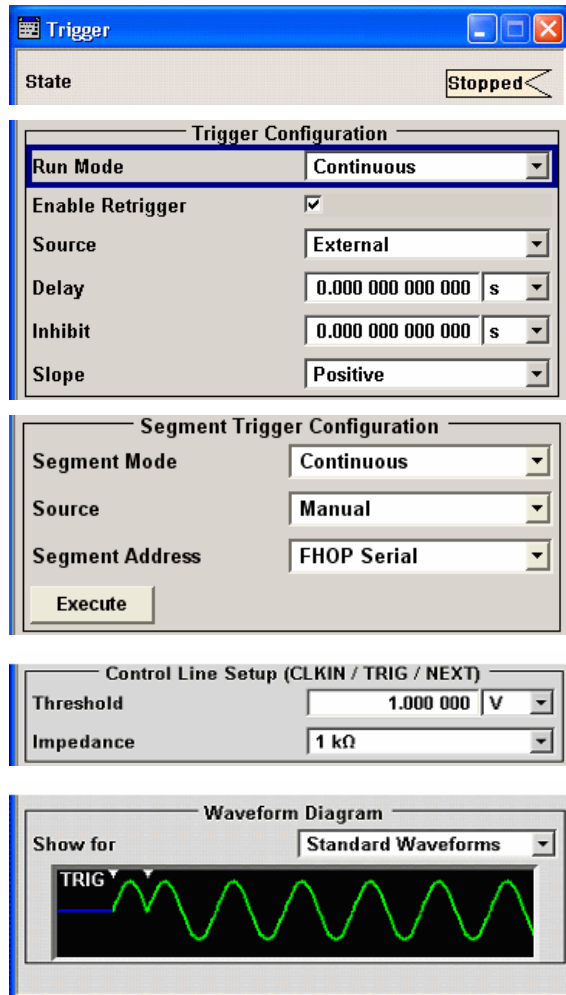 Trigger
State Stopped
Trigger Configuration
Run Mode Continuous
Enable Retrigger
Source External
Delay 0.000 000 000 000 s
Inhibit 0.000 000 000 000 s
Slope Positive
Segment Trigger Configuration
Segment Mode Continuous
Source Manual
Segment Address FHOP Serial
Execute
Control Line Setup (CLKIN / TRIG / NEXT)
Threshold 1.000 000 V
Impedance 1 kΩ
Waveform Diagram
Show for Standard Waveforms
TRIG